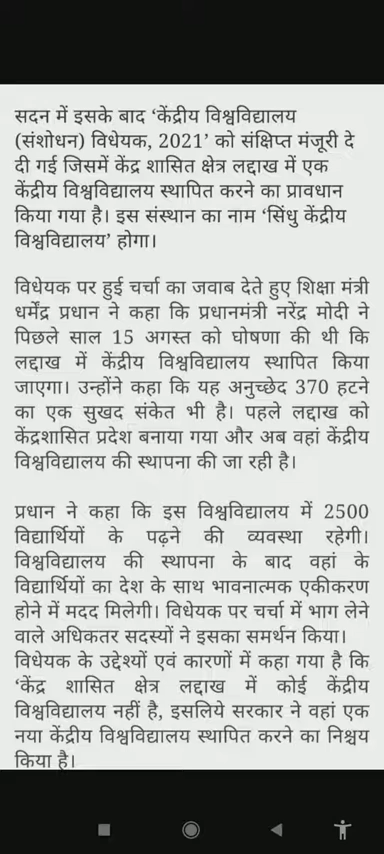 सदन में इसके बाद ‘केंद्रीय विश्वविद्यालय
(संशोधन) विधेयक, 2021’ को संक्षिप्त मंजूरी दे
दी गई जिसमें केंद्र शासित क्षेत्र लद्दाख में एक
केंद्रीय विश्वविद्यालय स्थापित करने का प्रावधान
किया गया है। इस संस्थान का नाम ‘सिंधु केंद्रीय
विश्वविद्यालय’ होगा।
विधेयक पर हुई चर्चा का जवाब देते हुए शिक्षा मंत्री
धर्मेंद्र प्रधान ने कहा कि प्रधानमंत्री नरेंद्र मोदी ने
पिछले साल 15 अगस्त को घोषणा की थी कि
लद्दाख में केंद्रीय विश्वविद्यालय स्थापित किया
जाएगा। उन्होंने कहा कि यह अनुच्छेद 370 हटने
का एक सुखद संकेत भी है। पहले लद्दाख को
केंद्रशासित प्रदेश बनाया गया और अब वहां केंद्रीय
विश्वविद्यालय की स्थापना की जा रही है।
प्रधान ने कहा कि इस विश्वविद्यालय में 2500
विद्यार्थियों के पढ़ने की व्यवस्था रहेगी।
विश्वविद्यालय की स्थापना के बाद वहां के
विद्यार्थियों का देश के साथ भावनात्मक एकीकरण
होने में मदद मिलेगी। विधेयक पर चर्चा में भाग लेने
वाले अधिकतर सदस्यों ने इसका समर्थन किया।
विधेयक के उद्देश्यों एवं कारणों में कहा गया है कि
‘केंद्र शासित क्षेत्र लद्दाख में कोई केंद्रीय
विश्वविद्यालय नहीं है, इसलिये सरकार ने वहां एक
नया केंद्रीय विश्वविद्यालय स्थापित करने का निश्चय
किया है।